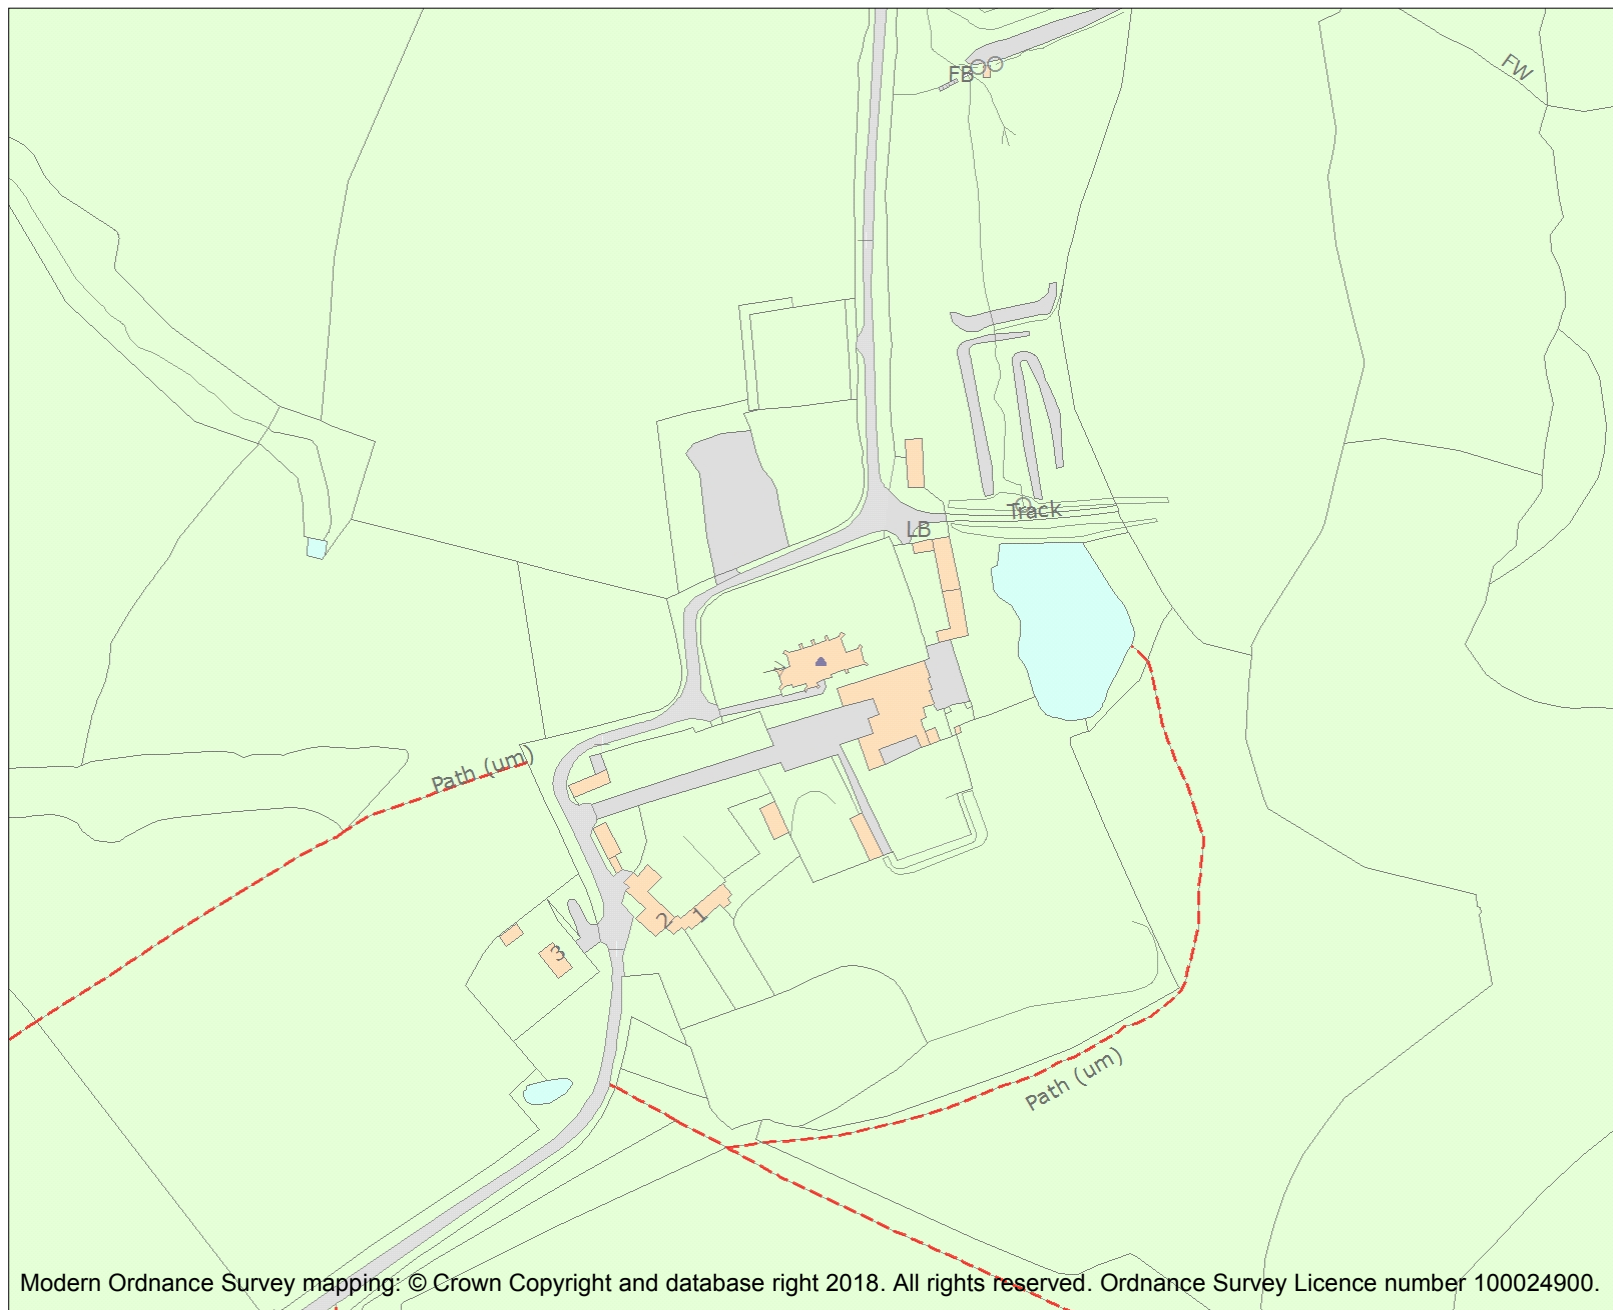 FB
FW
Track
LB
Path (um)
3
2
1
Path (um)
Modern Ordnance Survey mapping: © Crown Copyright and database right 2018. All rights reserved. Ordnance Survey Licence number 100024900.